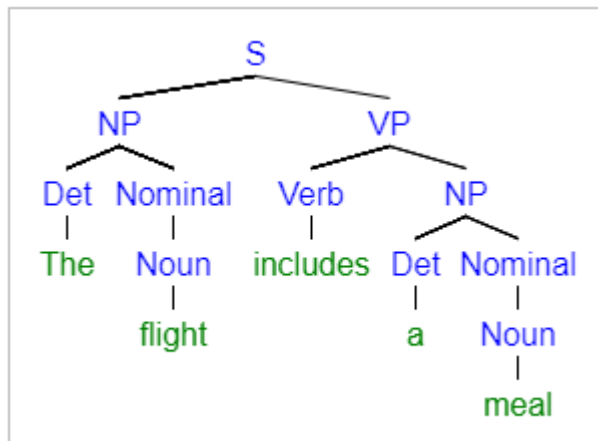 S
NP VP
Det Nominal Verb NP
The Noun includes Det Nominal
flight a Noun
meal